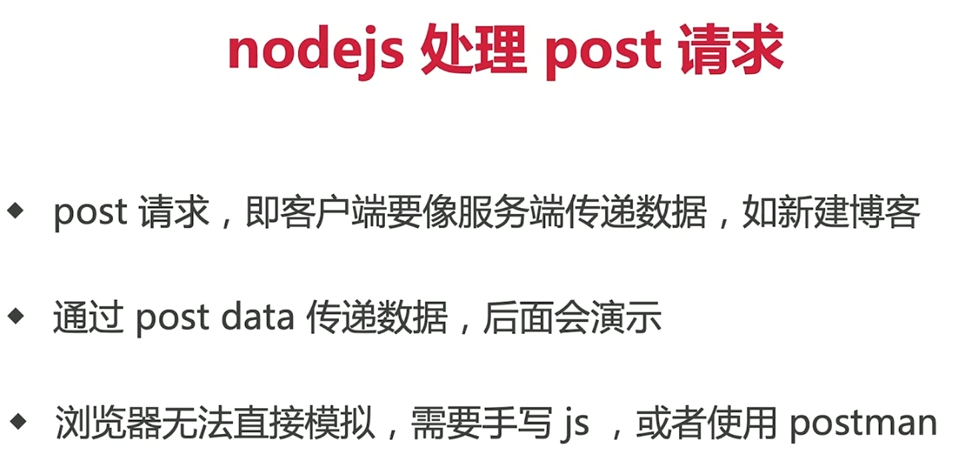 nodejs 处理 post 请求
◆ post 请求，即客户端要像服务端传递数据，如新建博客
◆ 通过 post data 传递数据，后面会演示
◆ 浏览器无法直接模拟，需要手写 js ，或者使用 postman